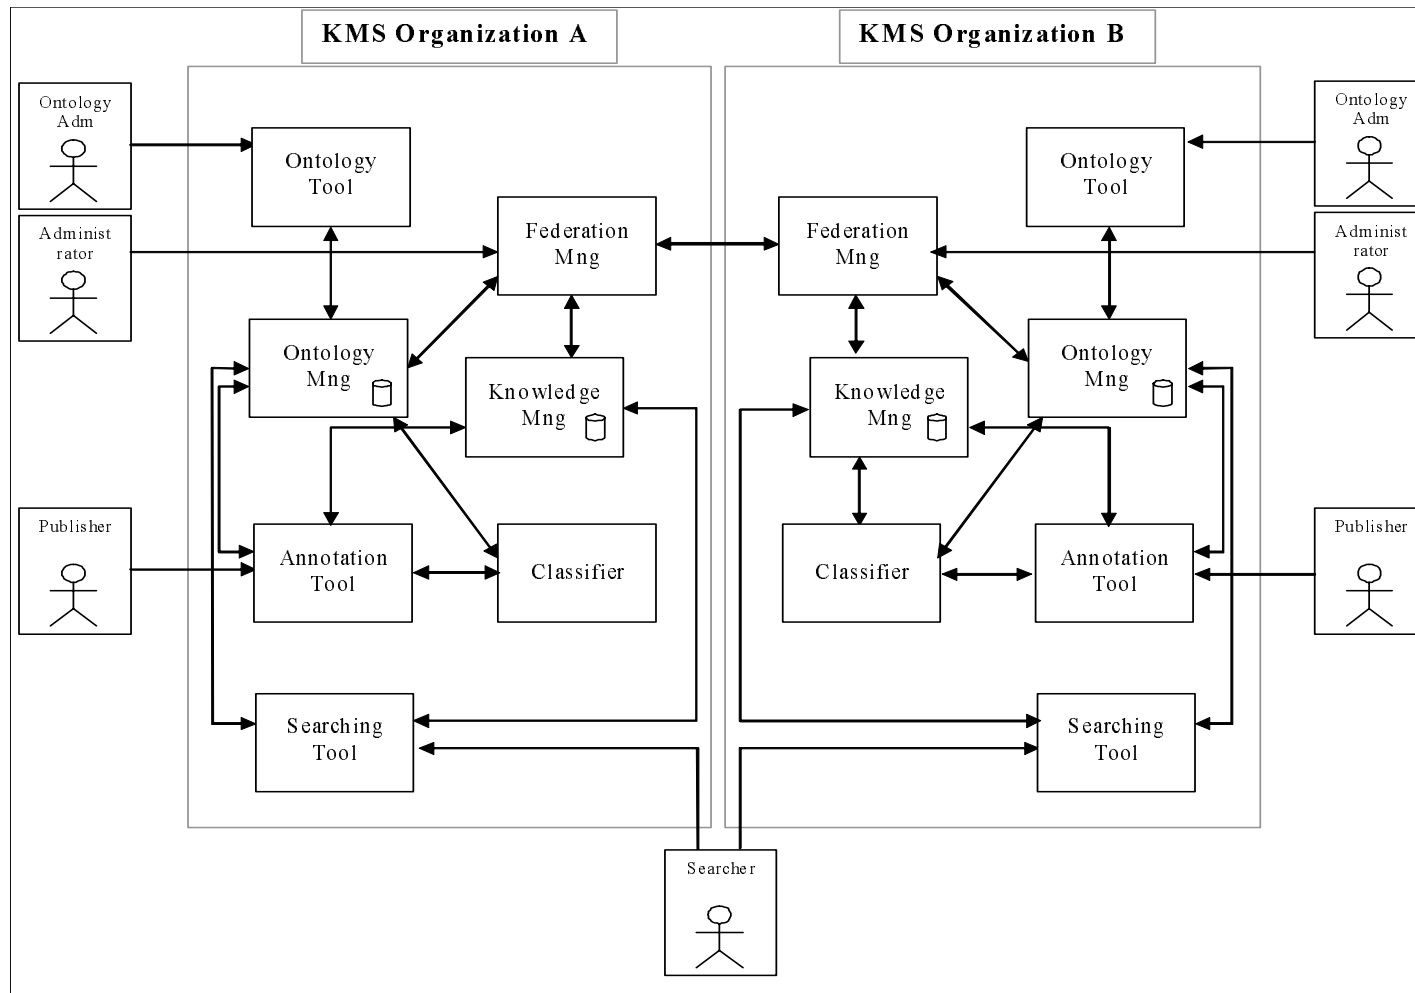 KMS Organization A
KMS Organization B
Ontology
Adm
Ontology
Adm
Ontology
Tool
Ontology
Tool
Administ
rator
Federation
Mng
Federation
Mng
Administ
rator
Ontology
Mng
Knowledge
Mng
Knowledge
Mng
Ontology
Mng
Publisher
Annotation
Tool
Classifier
Classifier
Annotation
Tool
Publisher
Searching
Tool
Searching
Tool
Searcher